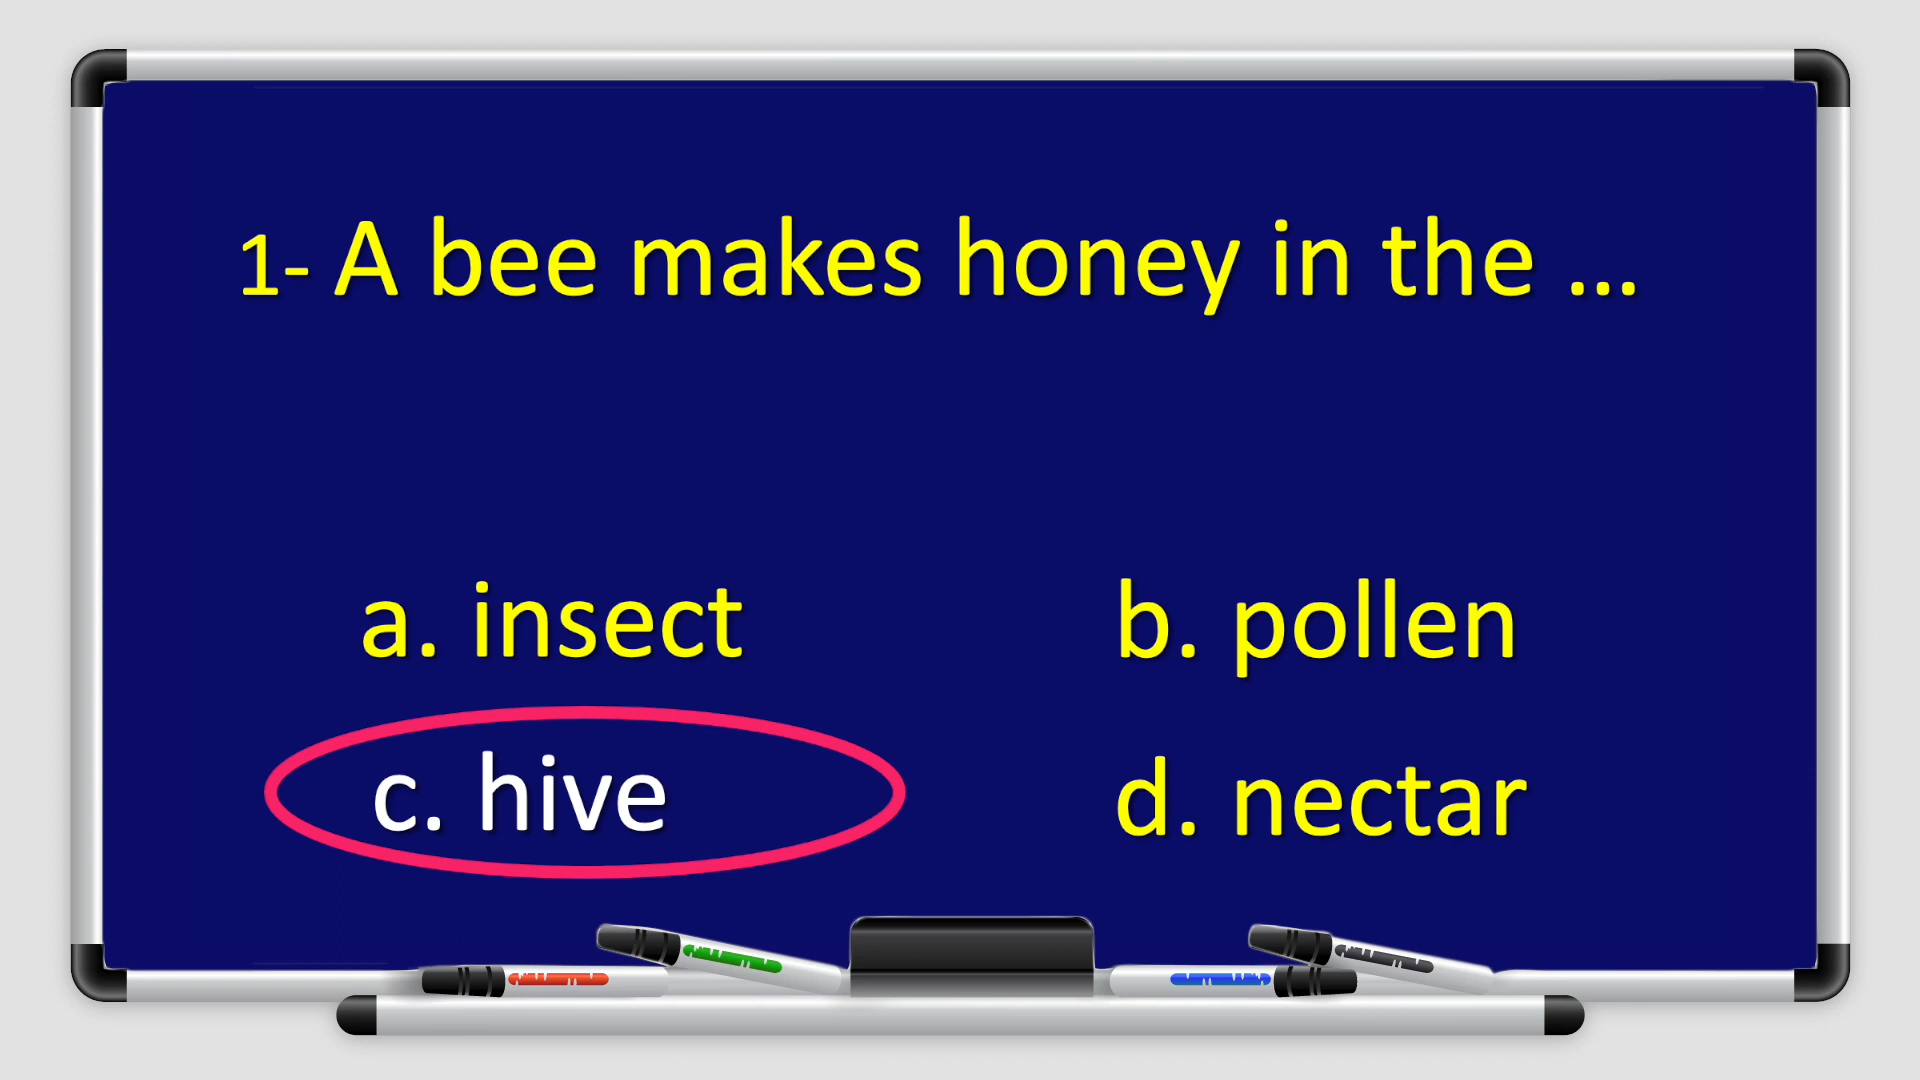 1- A bee makes honey in the ...
a. insect
b. pollen
c. hive
d. nectar